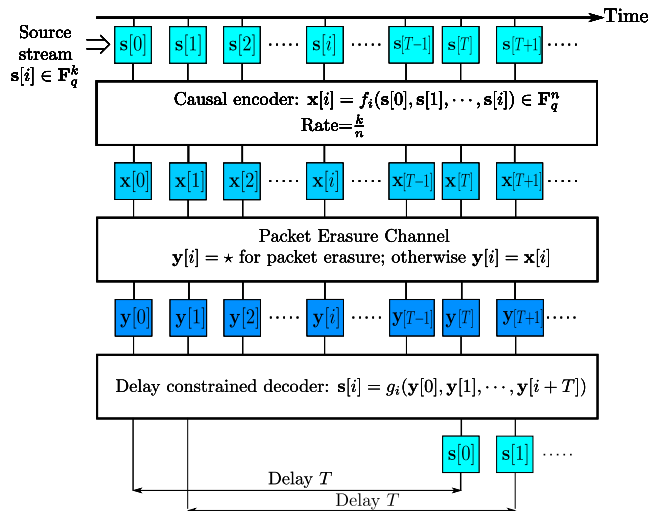 Time
Source
stream
s[i] ∈ F_q^k
s[0] s[1] s[2] ····· s[i] ····· s[T−1] s[T] s[T+1] ·····
Causal encoder: x[i] = f_i(s[0], s[1], ···, s[i]) ∈ F_q^n
Rate=k/n
x[0] x[1] x[2] ····· x[i] ····· x[T−1] x[T] x[T+1] ·····
Packet Erasure Channel
y[i] = ⋆ for packet erasure; otherwise y[i] = x[i]
y[0] y[1] y[2] ····· y[i] ····· y[T−1] y[T] y[T+1] ·····
Delay constrained decoder: s[i] = g_i(y[0], y[1], ···, y[i + T])
s[0] s[1] ·····
Delay T
Delay T